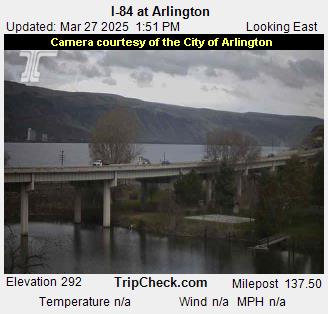 I-84 at Arlington
Updated: Mar 27 2025 1:51 PM Looking East
Camera courtesy of the City of Arlington
Elevation 292 TripCheck.com Milepost 137.50
Temperature n/a Wind n/a MPH n/a